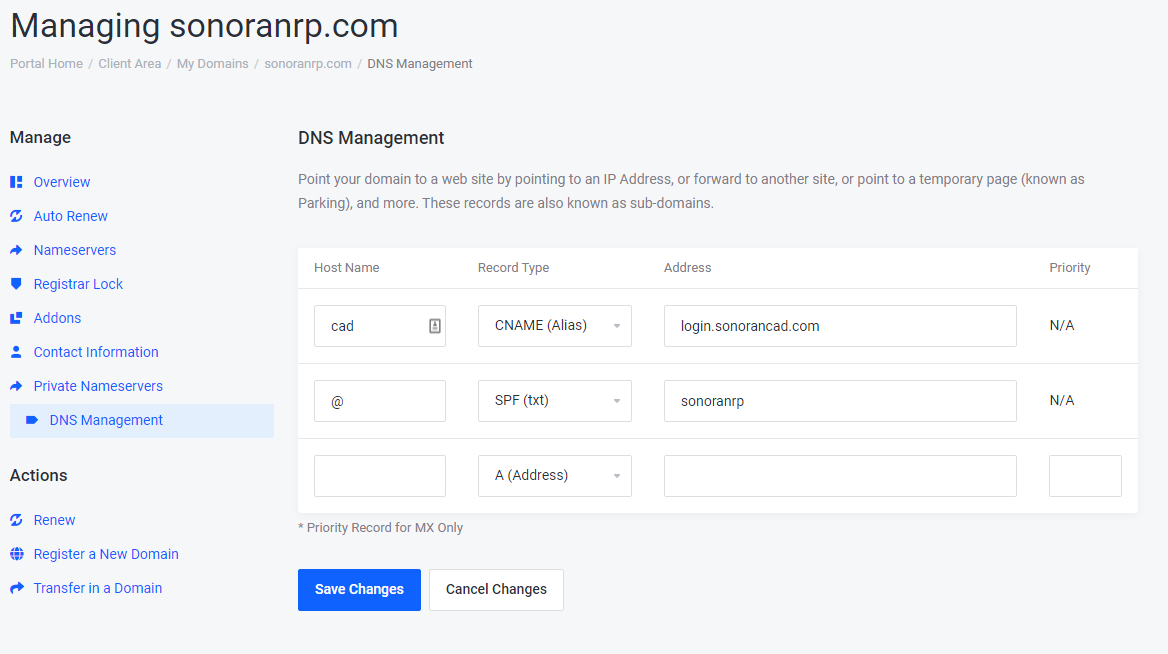 Managing sonoranrp.com
Portal Home / Client Area / My Domains / sonoranrp.com / DNS Management
Manage
Overview
Auto Renew
Nameservers
Registrar Lock
Addons
Contact Information
Private Nameservers
DNS Management
Actions
Renew
Register a New Domain
Transfer in a Domain
DNS Management
Point your domain to a web site by pointing to an IP Address, or forward to another site, or point to a temporary page (known as
Parking), and more. These records are also known as sub-domains.
Host Name Record Type Address Priority
cad CNAME (Alias) login.sonorancad.com N/A
@ SPF (txt) sonoranrp N/A
A (Address)
* Priority Record for MX Only
Save Changes Cancel Changes